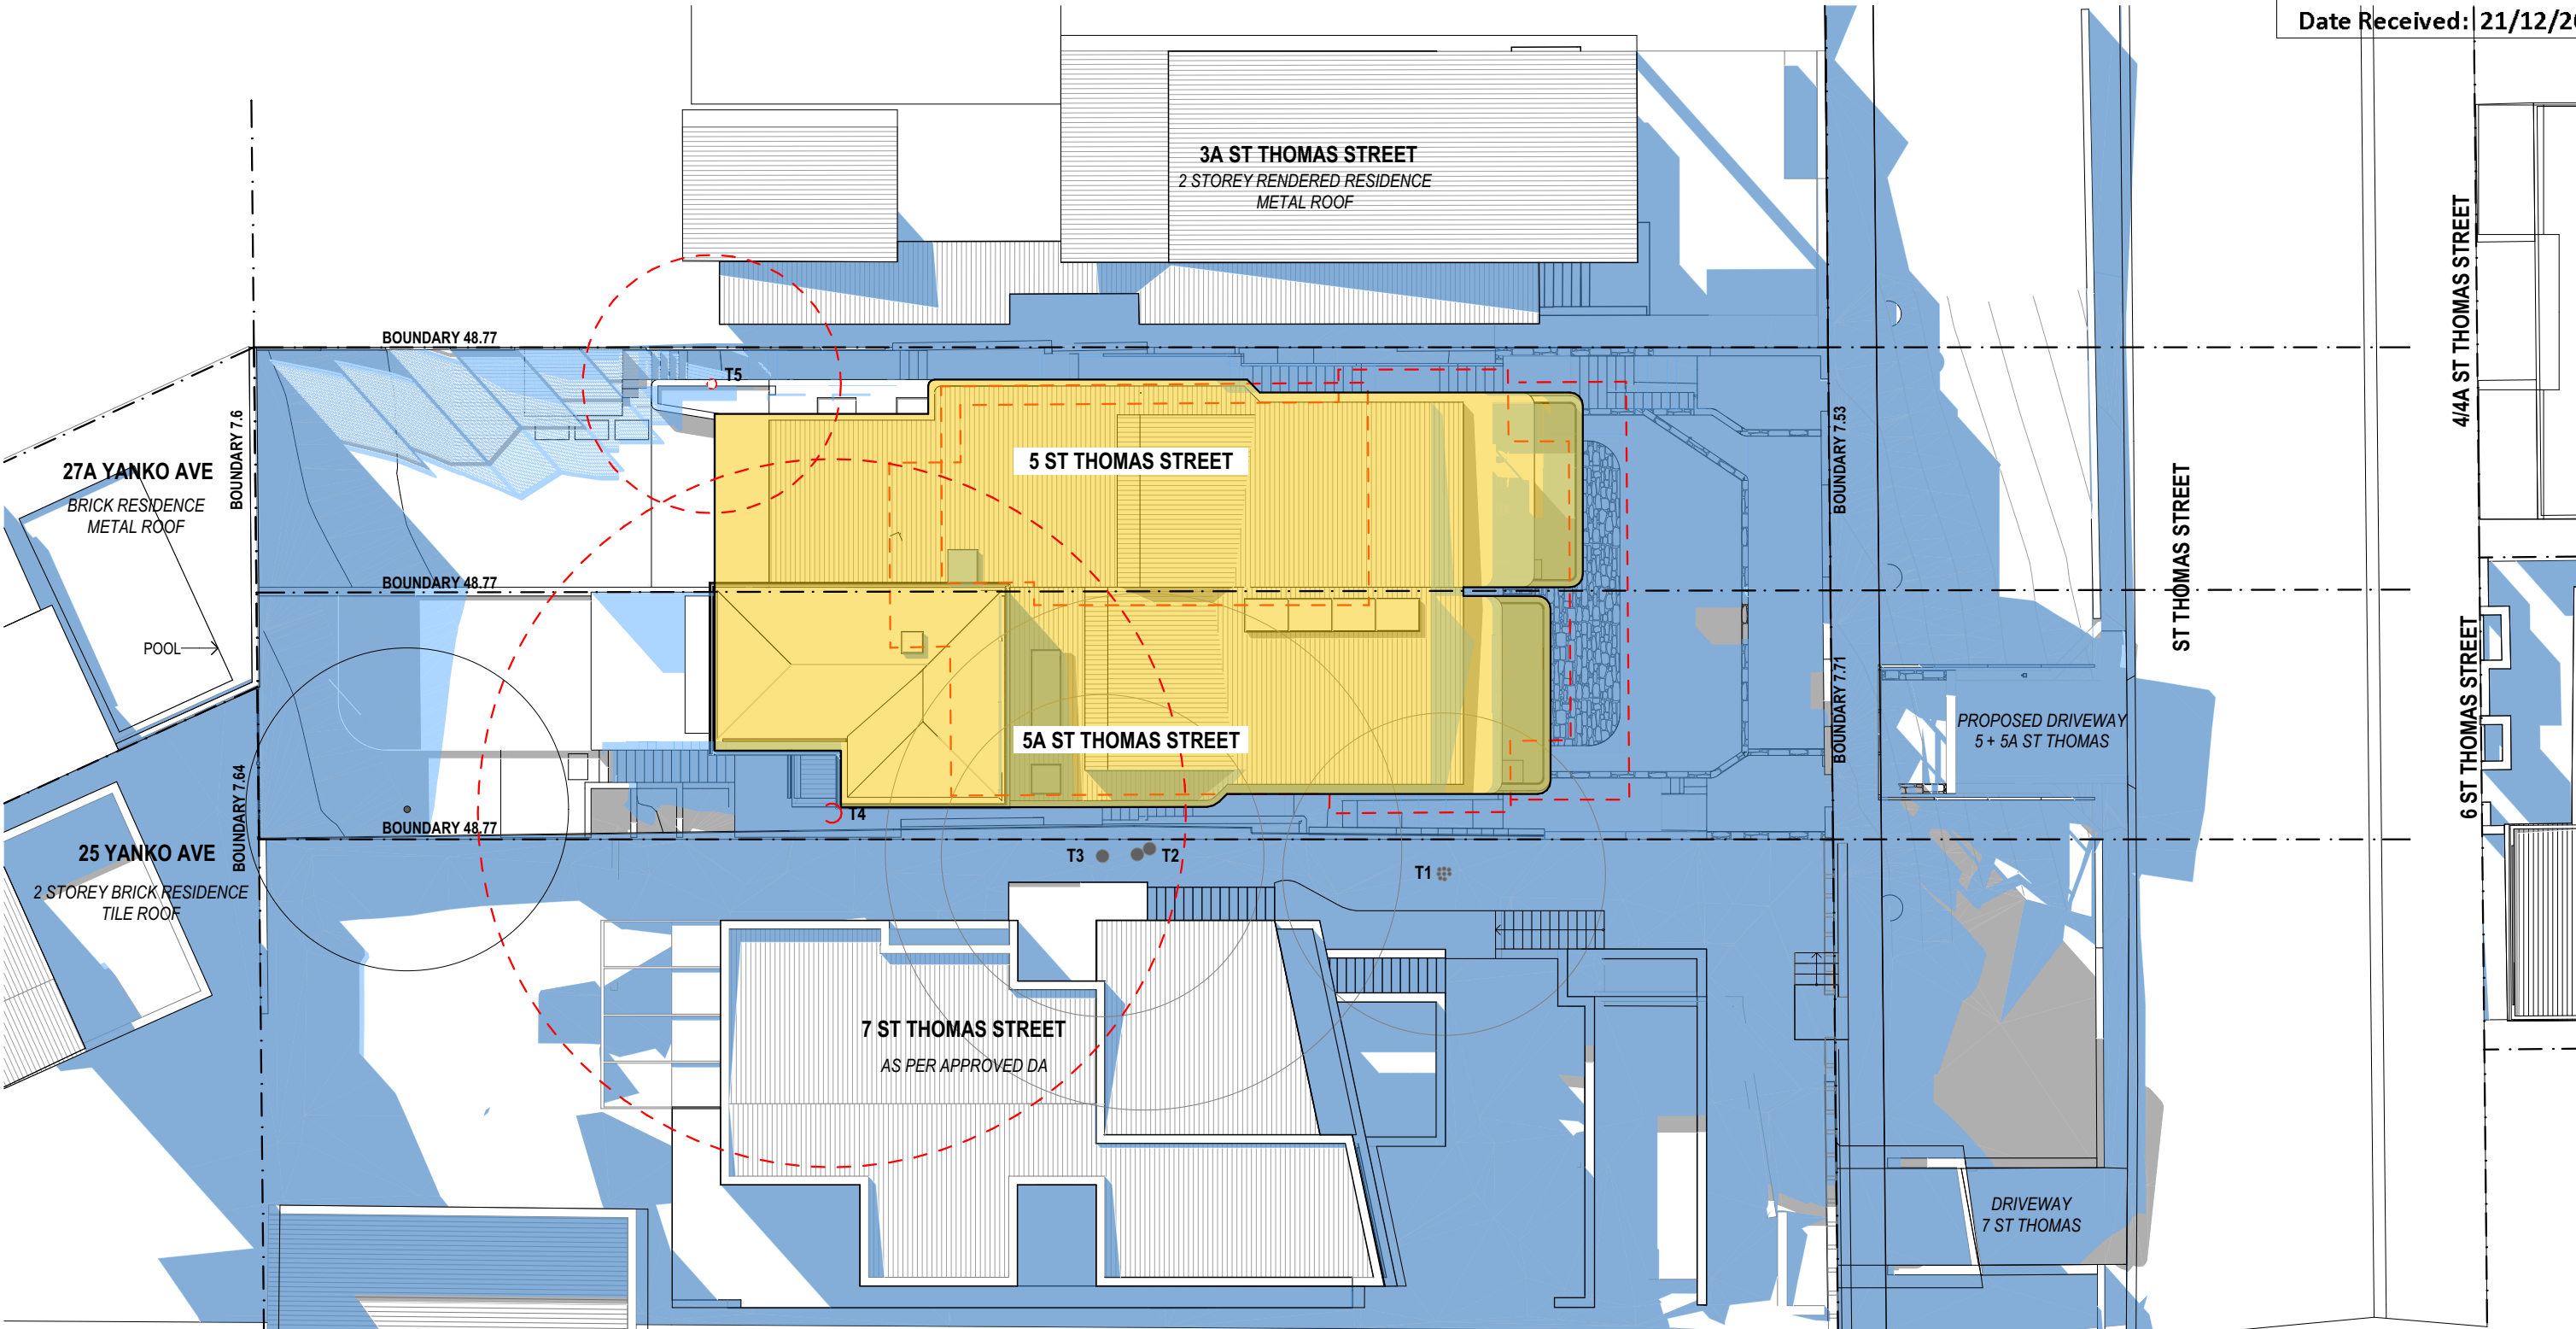 Date Received: 21/12/20
3A ST THOMAS STREET
2 STOREY RENDERED RESIDENCE
METAL ROOF
4/4A ST THOMAS STREET
BOUNDARY 48.77
T5
BOUNDARY 7.6
BOUNDARY 7.53
27A YANKO AVE
BRICK RESIDENCE
METAL ROOF
5 ST THOMAS STREET
ST THOMAS STREET
BOUNDARY 48.77
POOL
6 ST THOMAS STREET
BOUNDARY 7.71
PROPOSED DRIVEWAY
5 + 5A ST THOMAS
5A ST THOMAS STREET
BOUNDARY 7.64
T4
BOUNDARY 48.77
25 YANKO AVE
2 STOREY BRICK RESIDENCE
TILE ROOF
T3
T2
T1
7 ST THOMAS STREET
AS PER APPROVED DA
DRIVEWAY
7 ST THOMAS